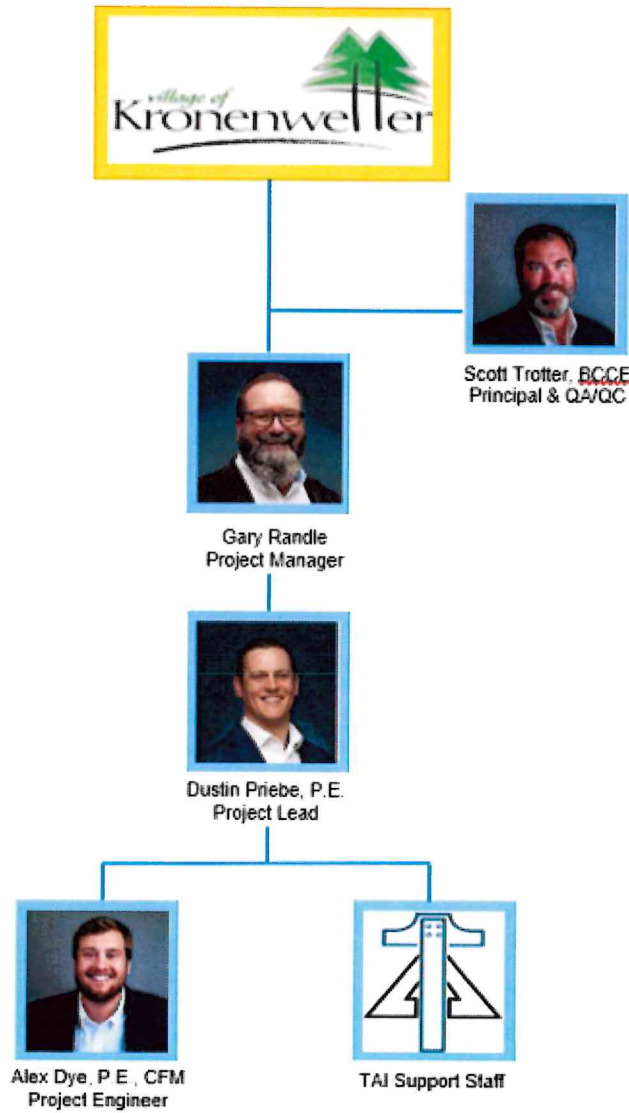 village of
Kronenwetter
Scott Trotter, BCCE
Principal & QA/QC
Gary Randle
Project Manager
Dustin Priebe, P.E.
Project Lead
Alex Dye, P.E., CFM
Project Engineer
TAI Support Staff